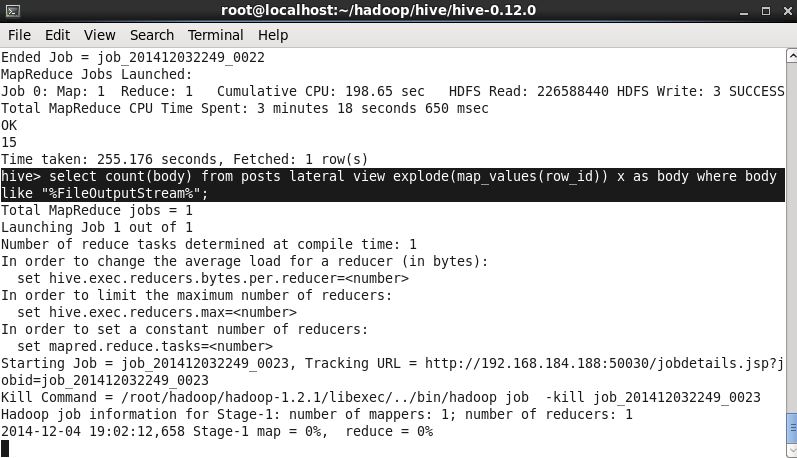 root@localhost:~/hadoop/hive/hive-0.12.0
File Edit View Search Terminal Help
Ended Job = job_201412032249_0022
MapReduce Jobs Launched:
Job 0: Map: 1  Reduce: 1   Cumulative CPU: 198.65 sec   HDFS Read: 226588440 HDFS Write: 3 SUCCESS
Total MapReduce CPU Time Spent: 3 minutes 18 seconds 650 msec
OK
15
Time taken: 255.176 seconds, Fetched: 1 row(s)
hive> select count(body) from posts lateral view explode(map_values(row_id)) x as body where body
like "%FileOutputStream%";
Total MapReduce jobs = 1
Launching Job 1 out of 1
Number of reduce tasks determined at compile time: 1
In order to change the average load for a reducer (in bytes):
  set hive.exec.reducers.bytes.per.reducer=<number>
In order to limit the maximum number of reducers:
  set hive.exec.reducers.max=<number>
In order to set a constant number of reducers:
  set mapred.reduce.tasks=<number>
Starting Job = job_201412032249_0023, Tracking URL = http://192.168.184.188:50030/jobdetails.jsp?j
obid=job_201412032249_0023
Kill Command = /root/hadoop/hadoop-1.2.1/libexec/../bin/hadoop job  -kill job_201412032249_0023
Hadoop job information for Stage-1: number of mappers: 1; number of reducers: 1
2014-12-04 19:02:12,658 Stage-1 map = 0%,  reduce = 0%